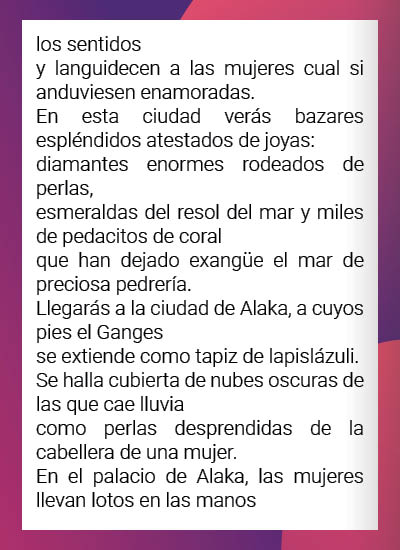 los sentidos
y languidecen a las mujeres cual si
anduviesen enamoradas.
En esta ciudad verás bazares
espléndidos atestados de joyas:
diamantes enormes rodeados de
perlas,
esmeraldas del resol del mar y miles
de pedacitos de coral
que han dejado exangüe el mar de
preciosa pedrería.
Llegarás a la ciudad de Alaka, a cuyos
pies el Ganges
se extiende como tapiz de lapislázuli.
Se halla cubierta de nubes oscuras de
las que cae lluvia
como perlas desprendidas de la
cabellera de una mujer.
En el palacio de Alaka, las mujeres
llevan lotos en las manos